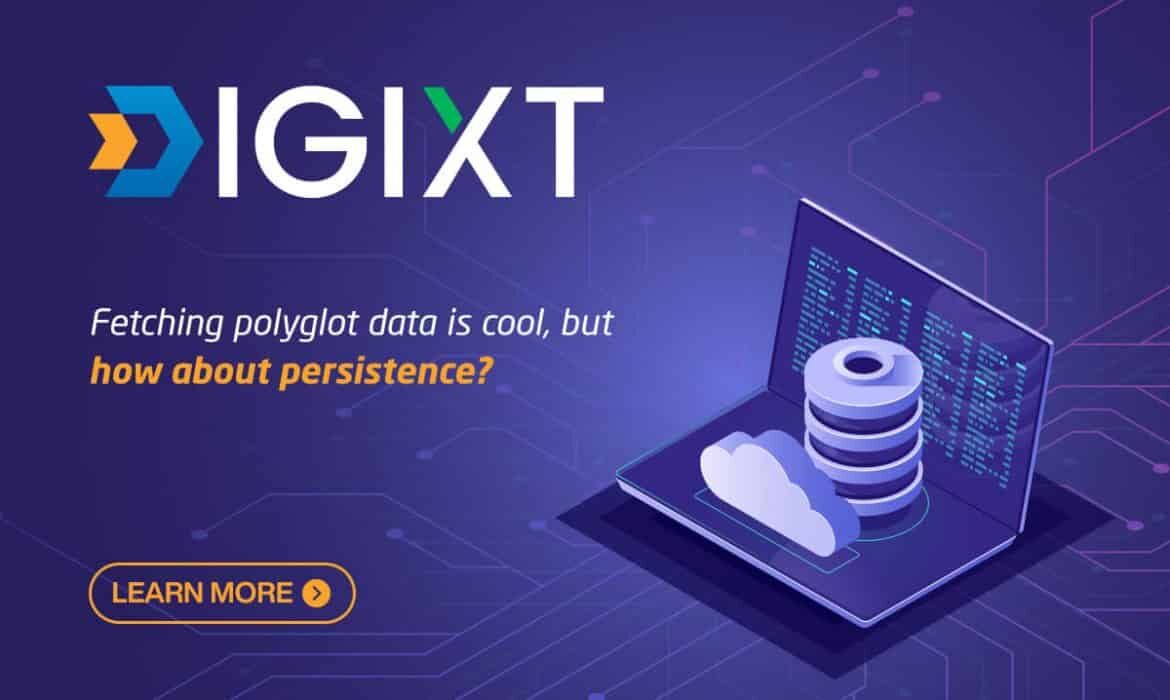 DIGIXT
Fetching polyglot data is cool, but
how about persistence?
LEARN MORE